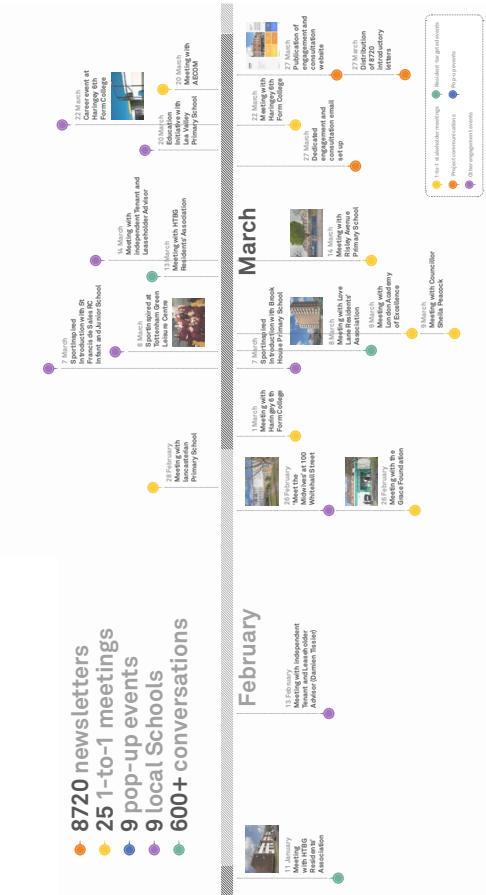 8720 newsletters
25 1-to-1 meetings
9 pop-up events
9 local Schools
600+ conversations
February
March
11 January
Meeting
with HTBG
Residents'
Association
13 February
Meeting with Independent
Tenant and Leaseholder
Advisor (Damien Tissier)
26 February
'Meet the
Midwives' at 100
Whitehall Street
26 February
Meeting with the
Grace Foundation
28 February
Meeting with
lancasterian
Primary School
1 March
Meeting with
Haringey 6th
Form College
7 March
Sportinspired
Introduction with St
Francis de Sales RC
Infant and Junior School
7 March
Sportinspired
Introduction with Brook
House Primary School
8 March
Sportinspired at
Tottenham Green
Leisure Centre
8 March
Meeting with Love
Lane Residents'
Association
9 March
Meeting with
London Academy
of Excellence
9 March
Meeting with Councillor
Sheila Peacock
13 March
Meeting with HTBG
Residents' Association
14 March
Meeting with
Independent Tenant and
Leaseholder Advisor
14 March
Meeting with
Risley Avenue
Primary School
20 March
Education
Initiative with
Lea Valley
Primary School
20 March
Meeting with
AECOM
22 March
Career event at
Haringey 6th
Form College
22 March
Meeting with
Haringey 6th
Form College
27 March
Dedicated
engagement and
consultation email
set up
27 March
Publication of
engagement and
consultation
website
27 March
Distribution
of 8720
introductory
letters
1-to-1 stakeholder meetings
Project communications
Other engagement events
Resident targeted events
Pop-up events